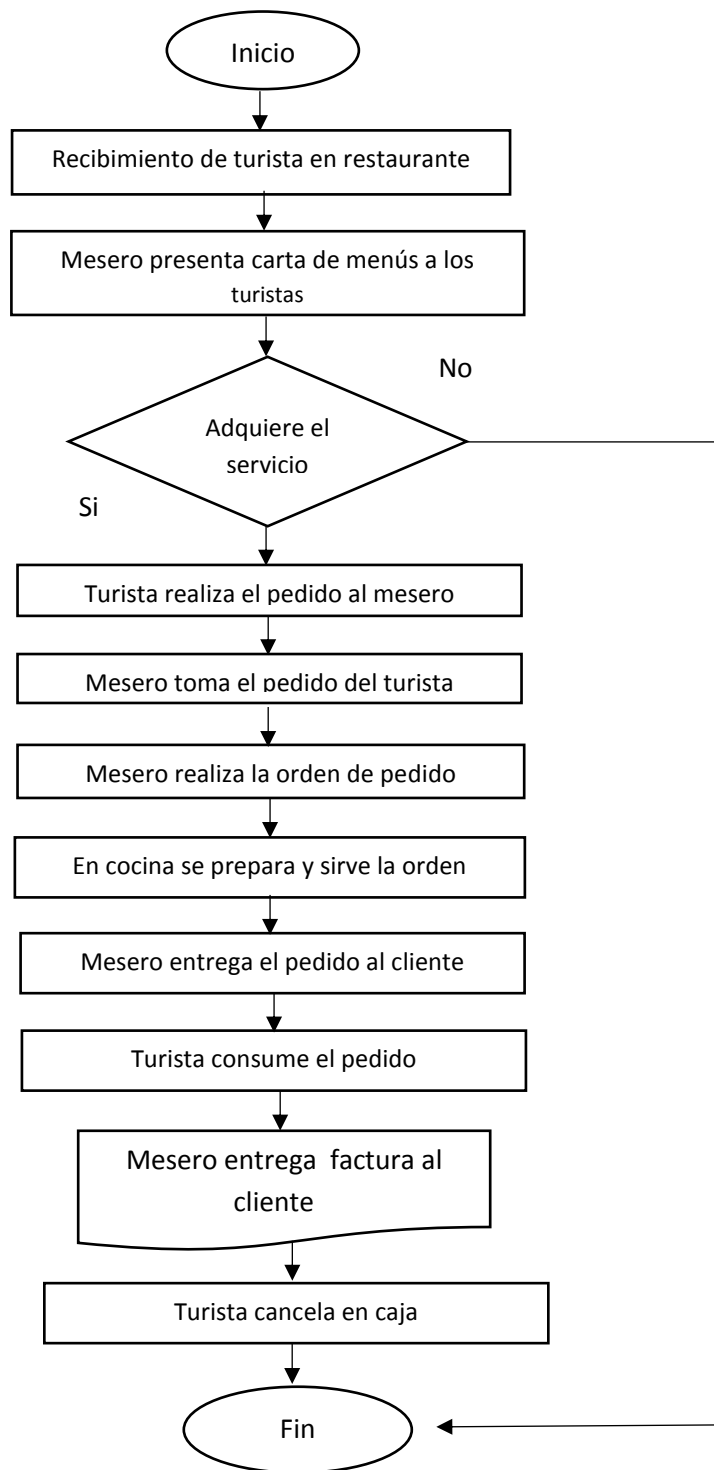 Inicio
Recibimiento de turista en restaurante
Mesero presenta carta de menús a los
turistas
No
Adquiere el
servicio
Si
Turista realiza el pedido al mesero
Mesero toma el pedido del turista
Mesero realiza la orden de pedido
En cocina se prepara y sirve la orden
Mesero entrega el pedido al cliente
Turista consume el pedido
Mesero entrega  factura al
cliente
Turista cancela en caja
Fin